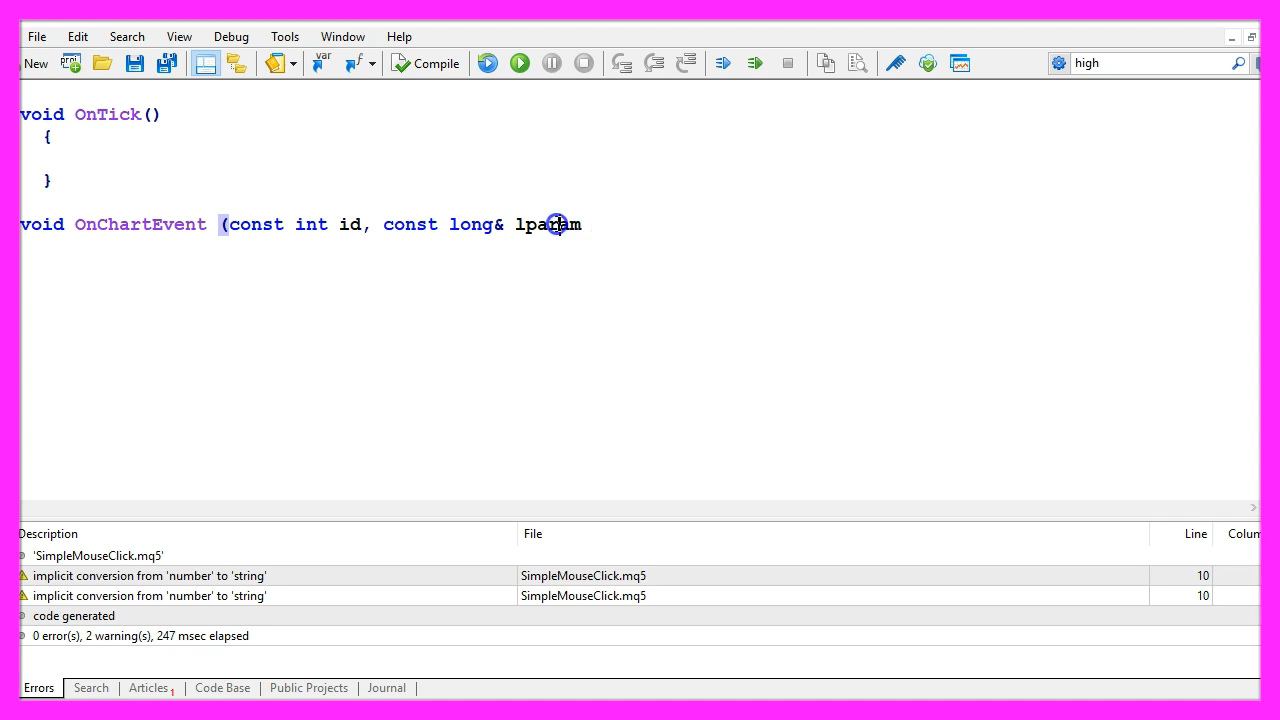 File Edit Search View Debug Tools Window Help
New proj var Compile high
void OnTick()
{
}
void OnChartEvent (const int id, const long& lparam
Description File Line Colum
'SimpleMouseClick.mq5'
implicit conversion from 'number' to 'string' SimpleMouseClick.mq5 10
implicit conversion from 'number' to 'string' SimpleMouseClick.mq5 10
code generated
0 error(s), 2 warning(s), 247 msec elapsed
Errors Search Articles 1 Code Base Public Projects Journal